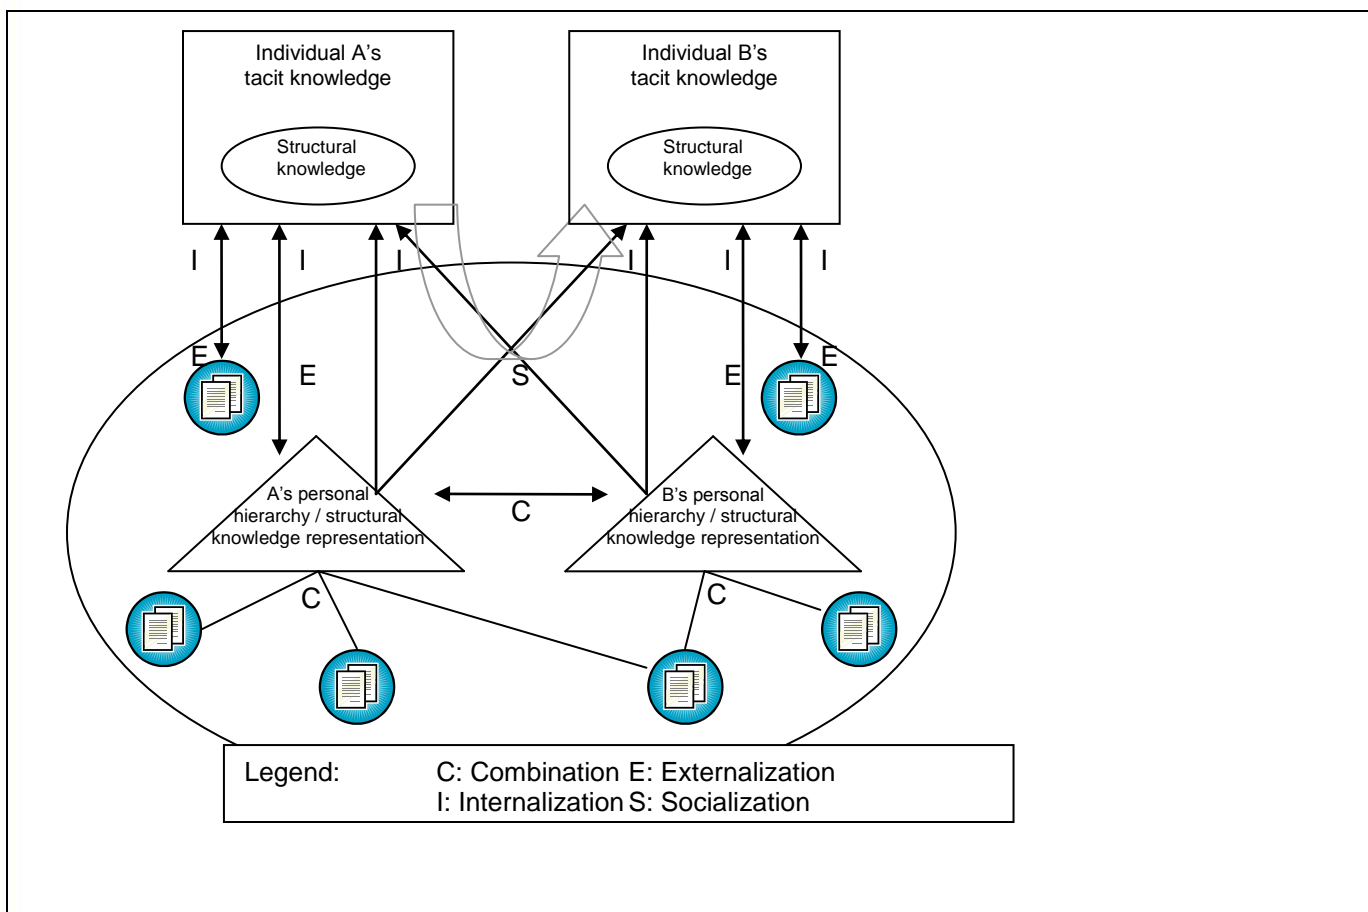 Individual A's
tacit knowledge
Individual B's
tacit knowledge
Structural
knowledge
Structural
knowledge
I
I
I
I
I
I
E
E
S
E
E
A's personal
hierarchy / structural
knowledge representation
C
B's personal
hierarchy / structural
knowledge representation
C
C
Legend: C: Combination E: Externalization
I: Internalization S: Socialization